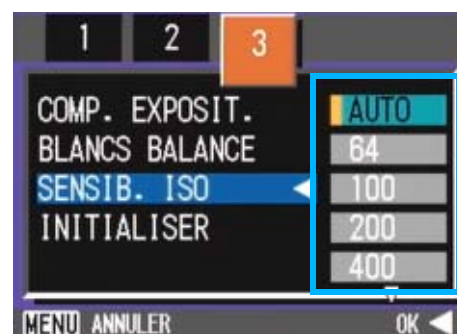 1 2 3
COMP. EXPOSIT. AUTO
BLANCS BALANCE 64
SENSIB. ISO 100
INITIALISER 200
400
MENU ANNULER OK